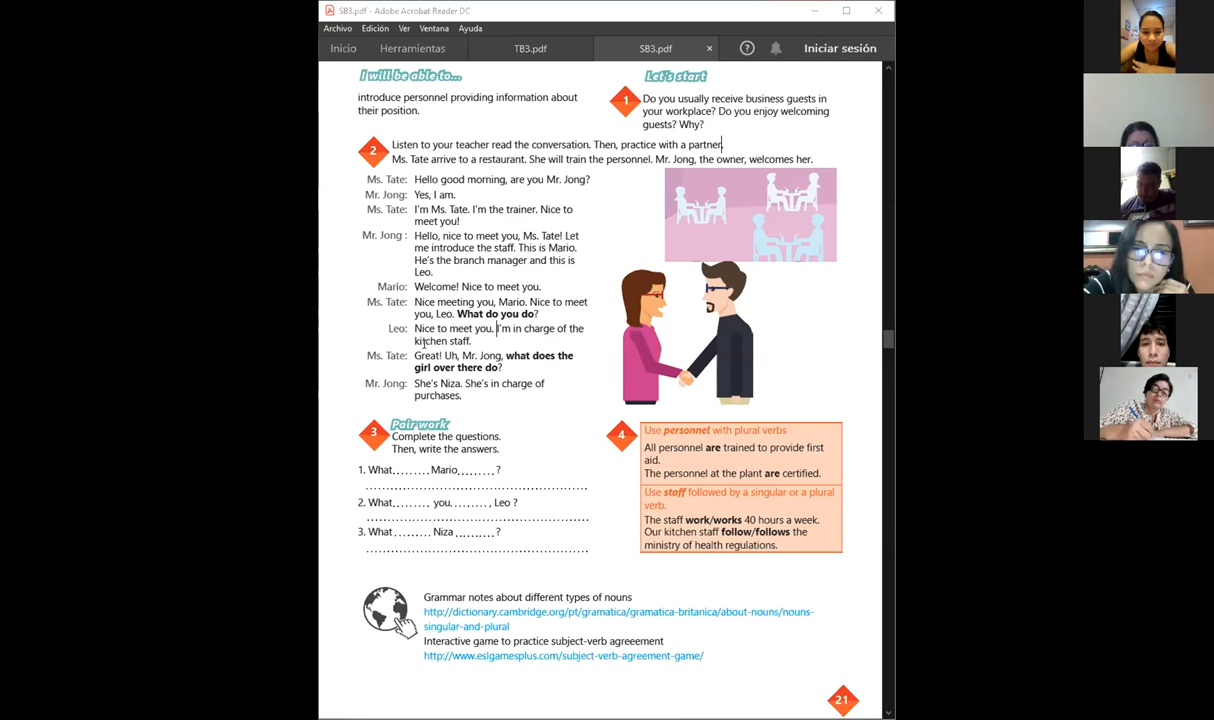 SB3.pdf - Adobe Acrobat Reader DC
Archivo Edición Ver Ventana Ayuda
Inicio Herramientas TB3.pdf SB3.pdf × ? Iniciar sesión
I will be able to...
introduce personnel providing information about
their position.
Let's start
1
Do you usually receive business guests in
your workplace? Do you enjoy welcoming
guests? Why?
2
Listen to your teacher read the conversation. Then, practice with a partner.
Ms. Tate arrive to a restaurant. She will train the personnel. Mr. Jong, the owner, welcomes her.
Ms. Tate: Hello good morning, are you Mr. Jong?
Mr. Jong: Yes, I am.
Ms. Tate: I'm Ms. Tate. I'm the trainer. Nice to
meet you!
Mr. Jong : Hello, nice to meet you, Ms. Tate! Let
me introduce the staff. This is Mario.
He's the branch manager and this is
Leo.
Mario: Welcome! Nice to meet you.
Ms. Tate: Nice meeting you, Mario. Nice to meet
you, Leo. What do you do?
Leo: Nice to meet you. I'm in charge of the
kitchen staff.
Ms. Tate: Great! Uh, Mr. Jong, what does the
girl over there do?
Mr. Jong: She's Niza. She's in charge of
purchases.
3
Pair work
Complete the questions.
Then, write the answers.
1. What......... Mario.........?
2. What......... you........., Leo ?
3. What ......... Niza ..........?
4
Use personnel with plural verbs
All personnel are trained to provide first
aid.
The personnel at the plant are certified.
Use staff followed by a singular or a plural
verb.
The staff work/works 40 hours a week.
Our kitchen staff follow/follows the
ministry of health regulations.
Grammar notes about different types of nouns
http://dictionary.cambridge.org/pt/gramatica/gramatica-britanica/about-nouns/nouns-
singular-and-plural
Interactive game to practice subject-verb agreeement
http://www.eslgamesplus.com/subject-verb-agreement-game/
21